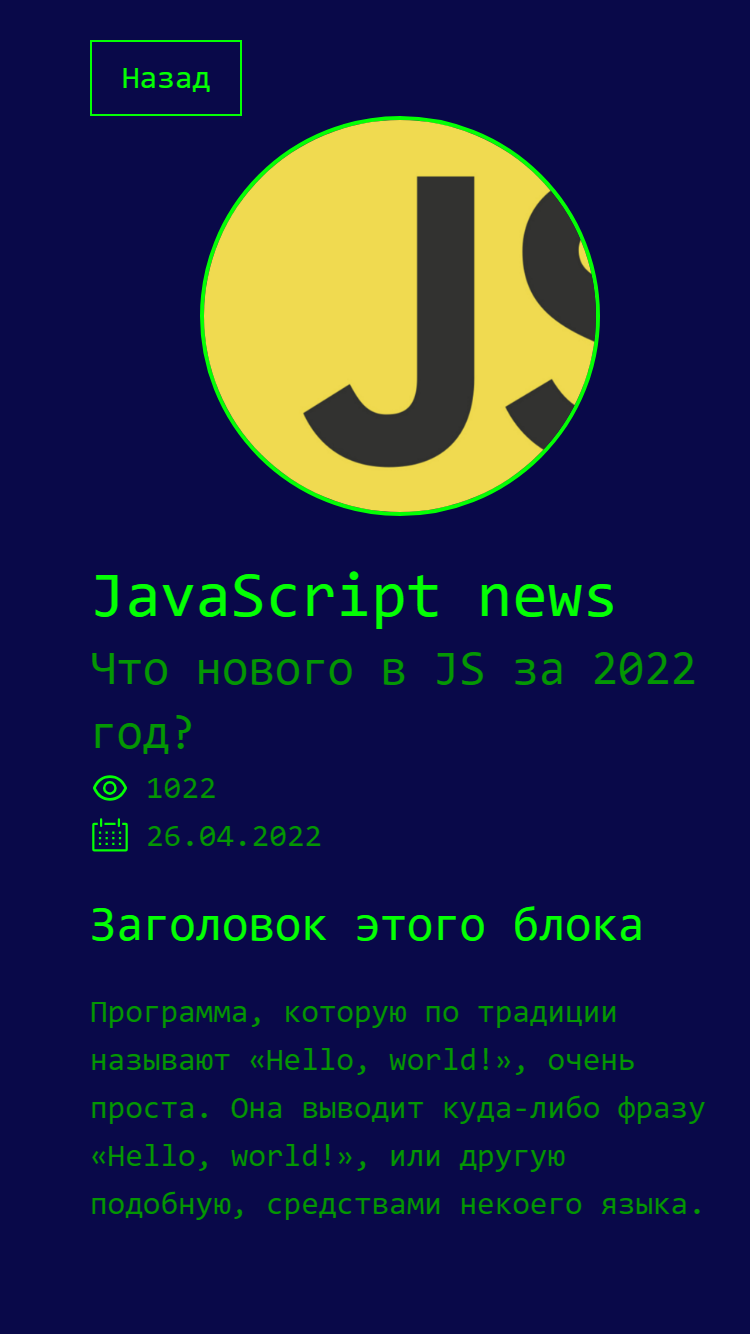 Назад
JS
JavaScript news
Что нового в JS за 2022
год?
1022
26.04.2022
Заголовок этого блока
Программа, которую по традиции
называют «Hello, world!», очень
проста. Она выводит куда-либо фразу
«Hello, world!», или другую
подобную, средствами некоего языка.